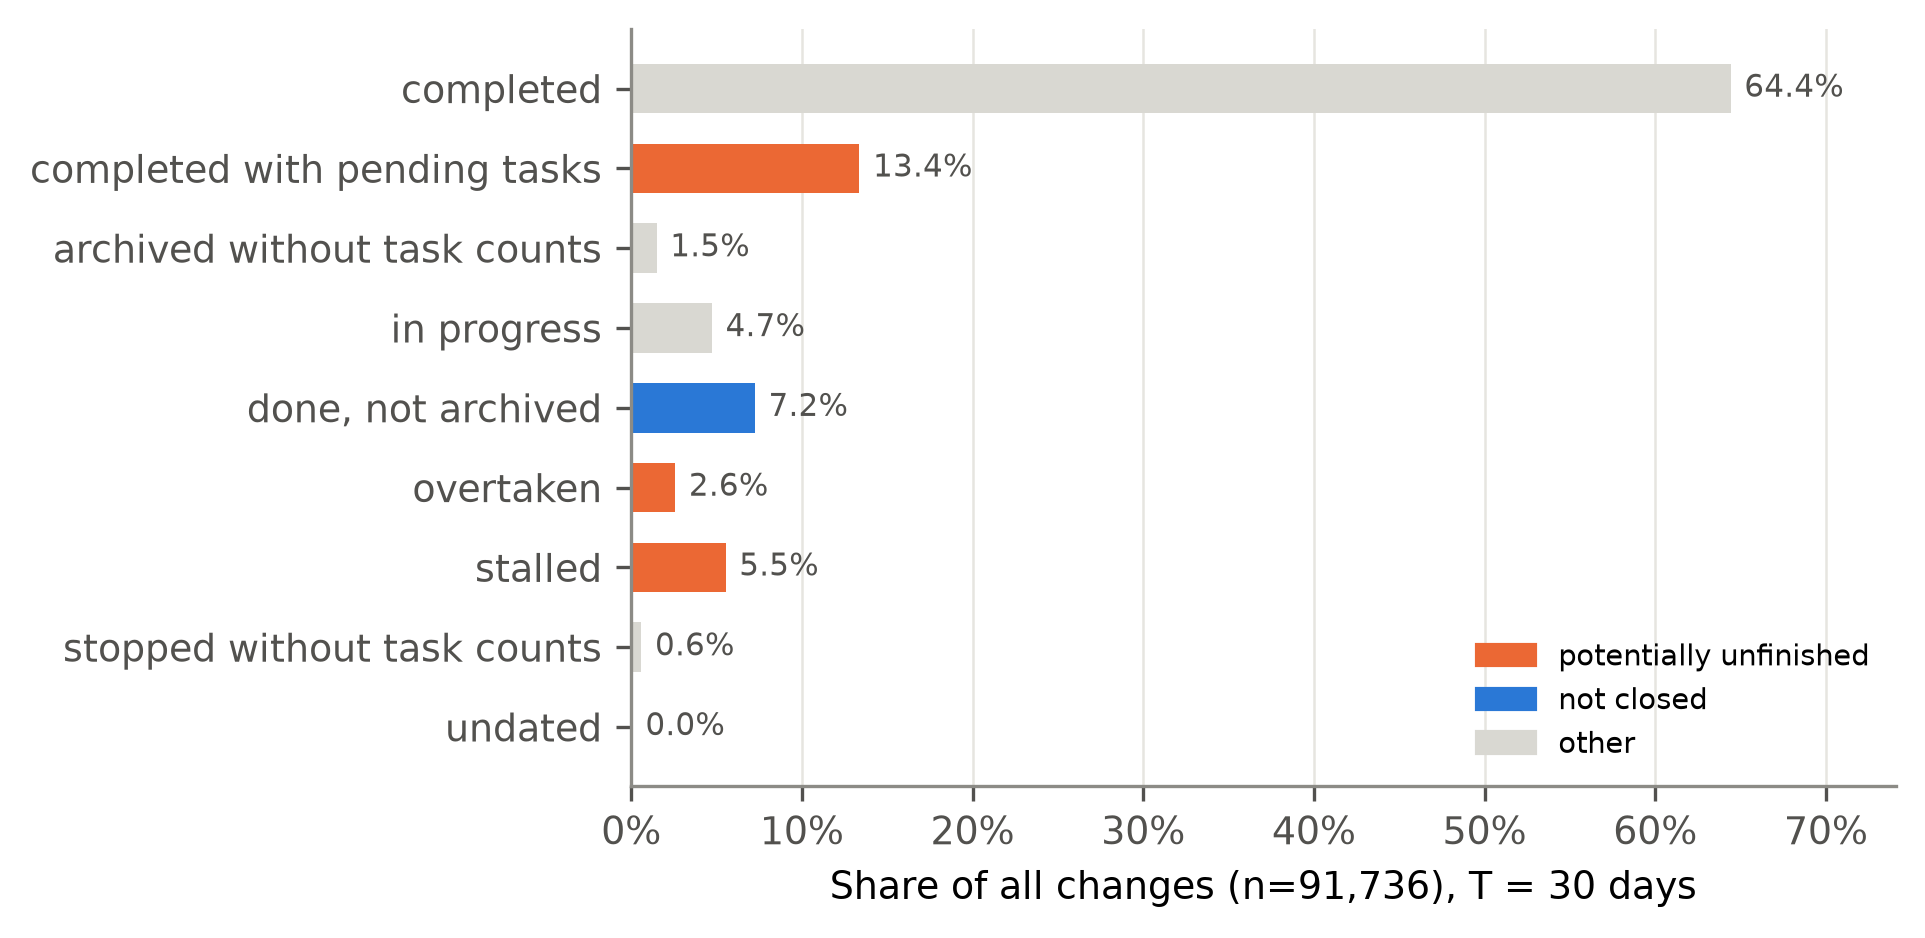 completed 64.4%
completed with pending tasks 13.4%
archived without task counts 1.5%
in progress 4.7%
done, not archived 7.2%
overtaken 2.6%
stalled 5.5%
stopped without task counts 0.6%
undated 0.0%
potentially unfinished
not closed
other
0% 10% 20% 30% 40% 50% 60% 70%
Share of all changes (n=91,736), T = 30 days